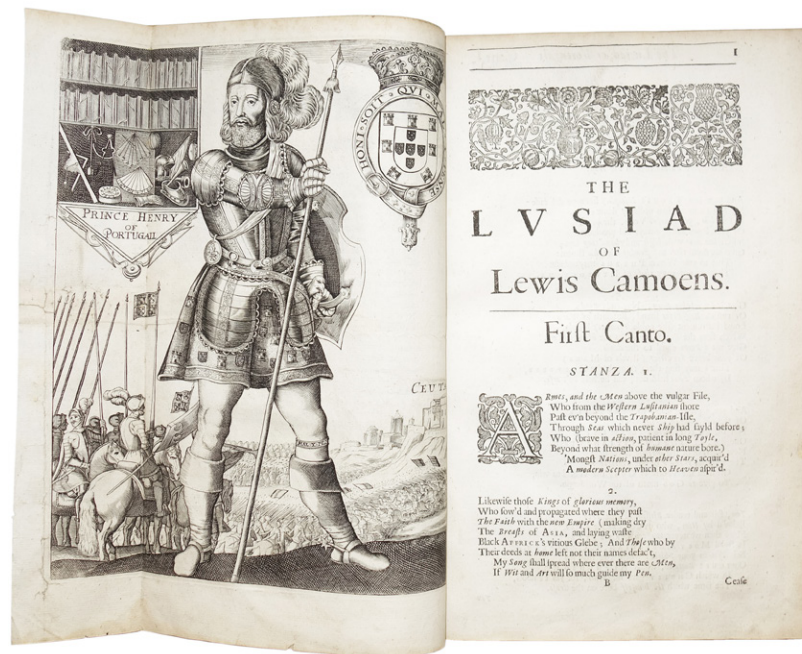 PRINCE HENRY
OF
PORTUGALL
HONI · SOIT · QUI
CEUTA
1
THE
LVSIAD
OF
Lewis Camoens.
Firſt Canto.
STANZA. 1.
ARmes, and the Men above the vulgar File,
Who from the Weſtern Luſitanian ſhore
Paſt ev'n beyond the Trapobanian-Iſle,
Through Seas which never Ship had ſayld before;
Who (brave in action, patient in long Toyle,
Beyond what ſtrength of humane nature bore.)
'Mongſt Nations, under other Stars, acquir'd
A modern Scepter which to Heaven aſpir'd.
2.
Likewiſe thoſe Kings of glorious memory,
Who ſow'd and propagated where they paſt
The Faith with the new Empire (making dry
The Breaſts of ASIA, and laying waſte
Black AFFRICK'S vitious Glebe; And Thoſe who by
Their deeds at home left not their names defac't,
My Song ſhall ſpread where ever there are Men,
If Wit and Art will ſo much guide my Pen.
B
Ceaſe